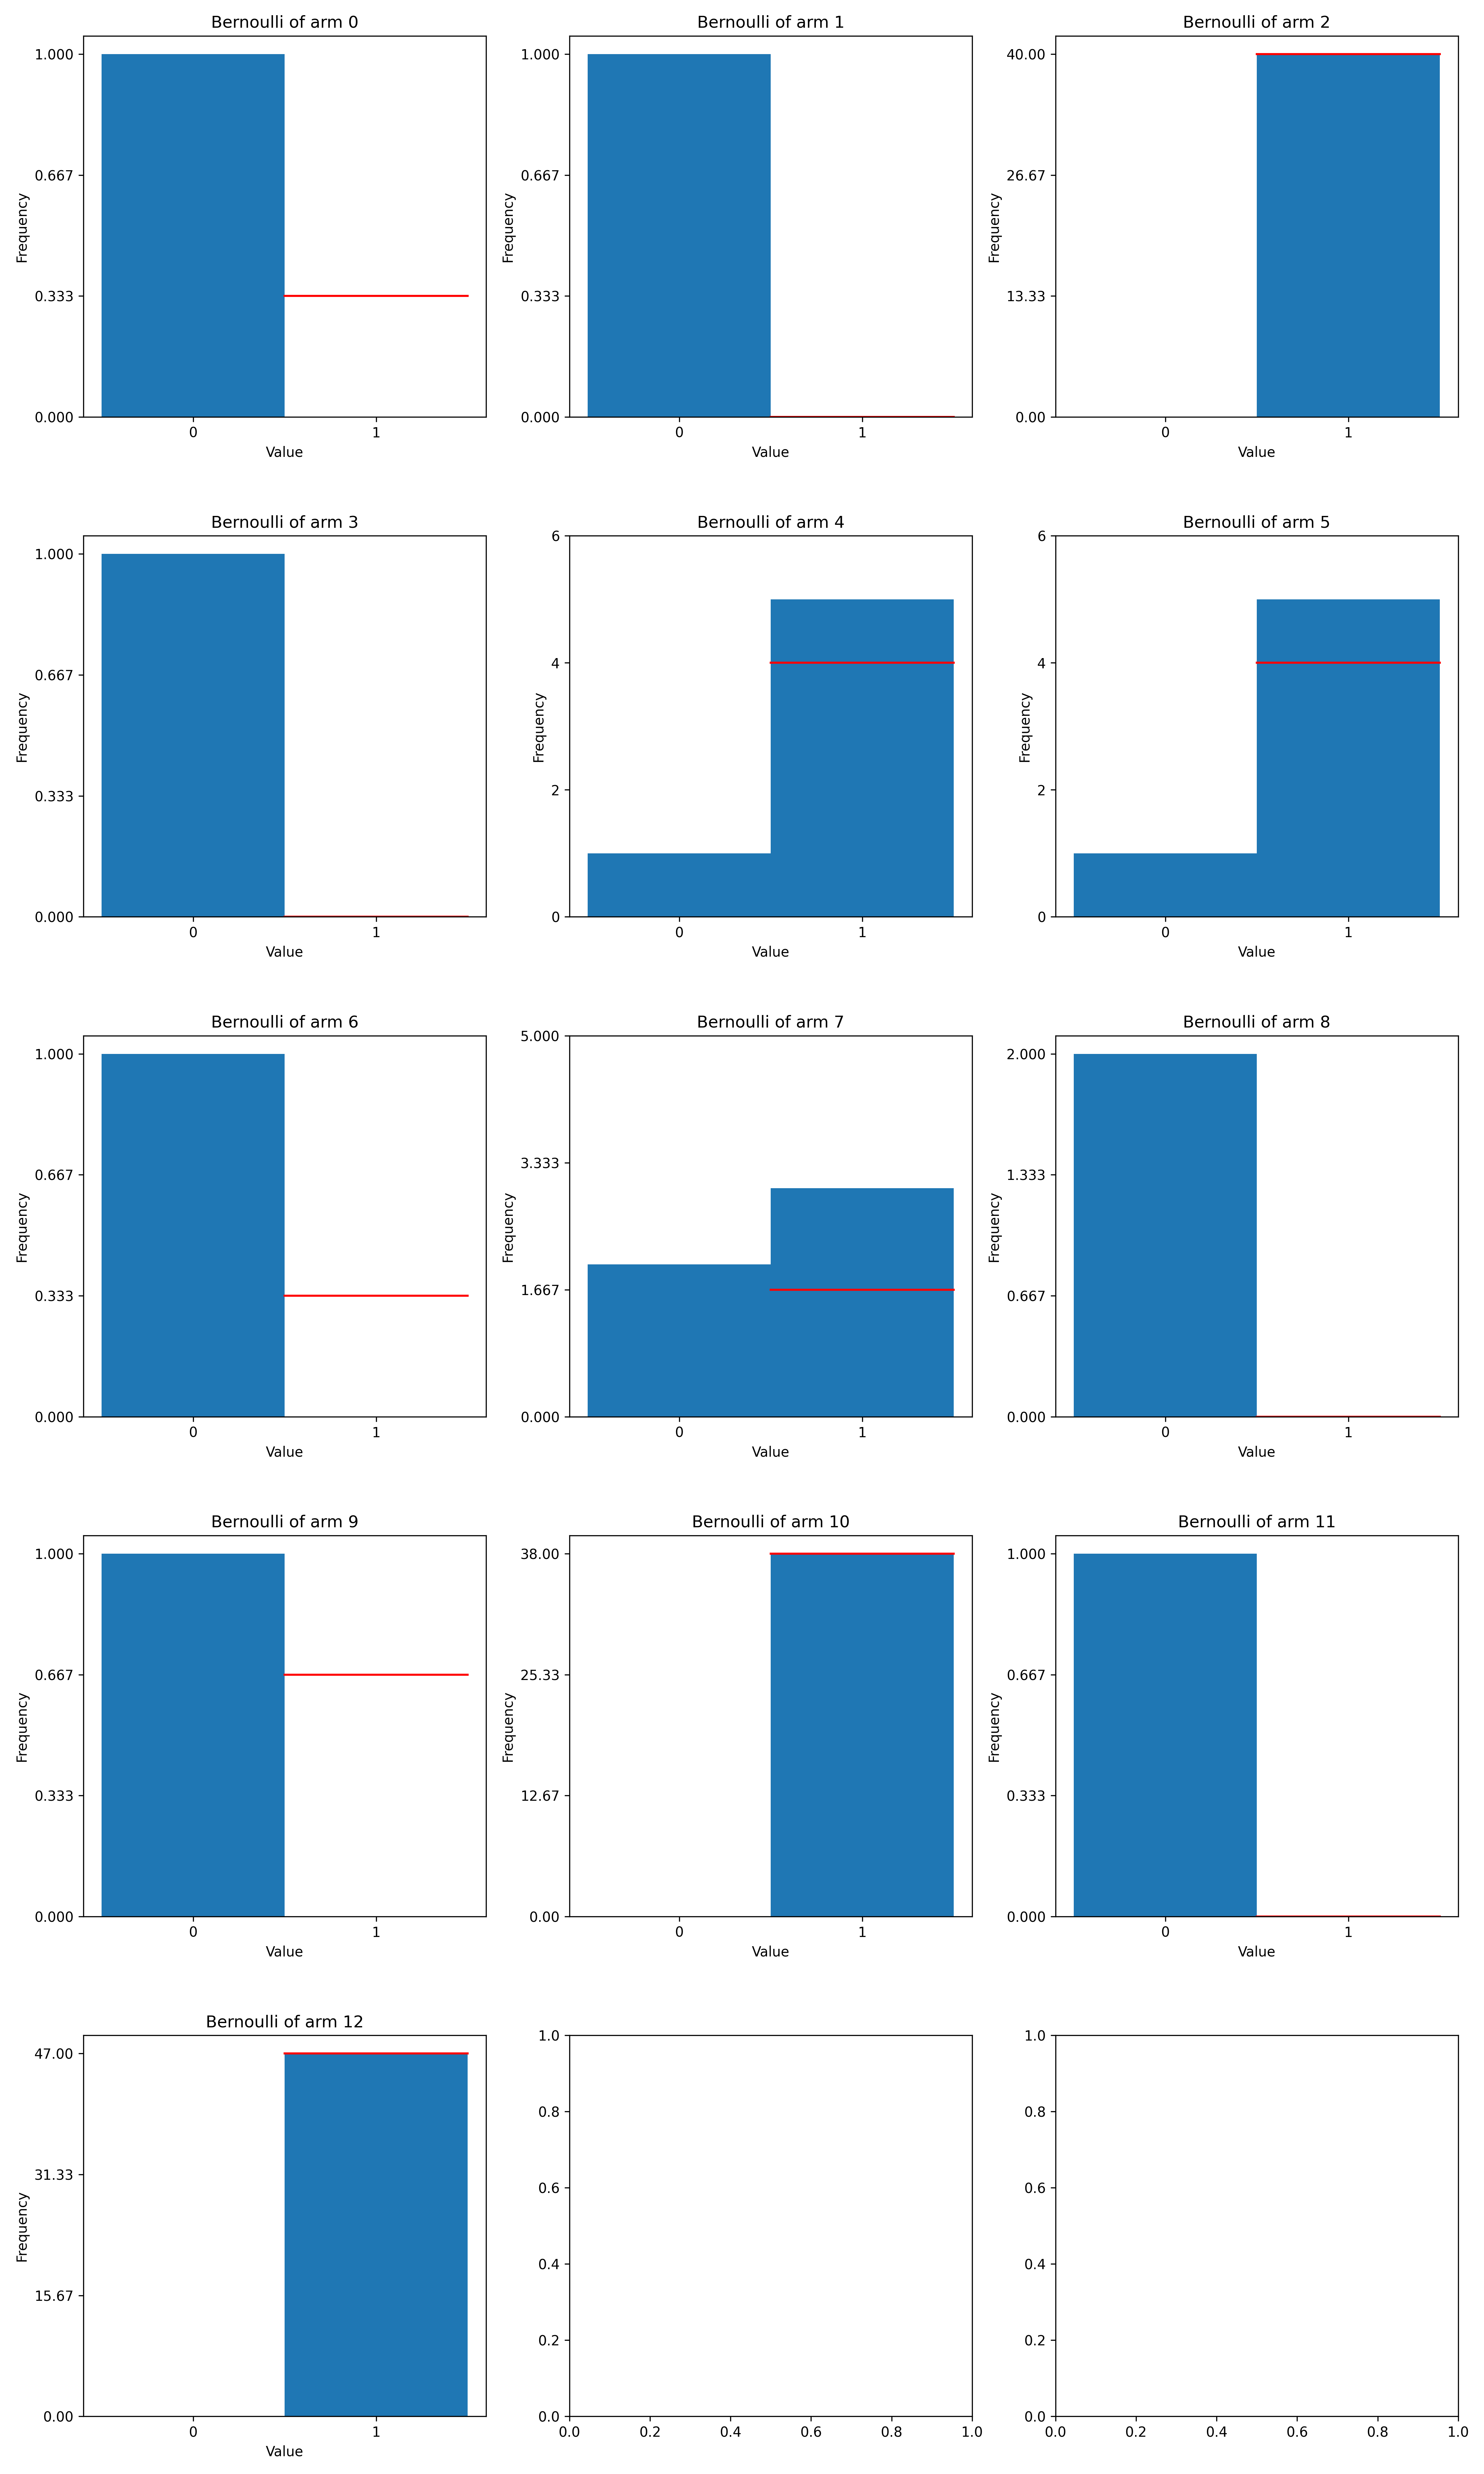 Bernoulli of arm 0
1.000
0.667
0.333
0.000
Frequency
0 1
Value
Bernoulli of arm 1
1.000
0.667
0.333
0.000
Frequency
0 1
Value
Bernoulli of arm 2
40.00
26.67
13.33
0.00
Frequency
0 1
Value
Bernoulli of arm 3
1.000
0.667
0.333
0.000
Frequency
0 1
Value
Bernoulli of arm 4
6
4
2
0
Frequency
0 1
Value
Bernoulli of arm 5
6
4
2
0
Frequency
0 1
Value
Bernoulli of arm 6
1.000
0.667
0.333
0.000
Frequency
0 1
Value
Bernoulli of arm 7
5.000
3.333
1.667
0.000
Frequency
0 1
Value
Bernoulli of arm 8
2.000
1.333
0.667
0.000
Frequency
0 1
Value
Bernoulli of arm 9
1.000
0.667
0.333
0.000
Frequency
0 1
Value
Bernoulli of arm 10
38.00
25.33
12.67
0.00
Frequency
0 1
Value
Bernoulli of arm 11
1.000
0.667
0.333
0.000
Frequency
0 1
Value
Bernoulli of arm 12
47.00
31.33
15.67
0.00
Frequency
0 1
Value
1.0
0.8
0.6
0.4
0.2
0.0
0.0 0.2 0.4 0.6 0.8 1.0
1.0
0.8
0.6
0.4
0.2
0.0
0.0 0.2 0.4 0.6 0.8 1.0